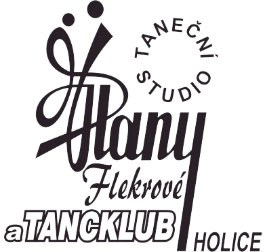 TANEČNÍ STUDIO
Hany
Flekrové
a TANCKLUB
HOLICE